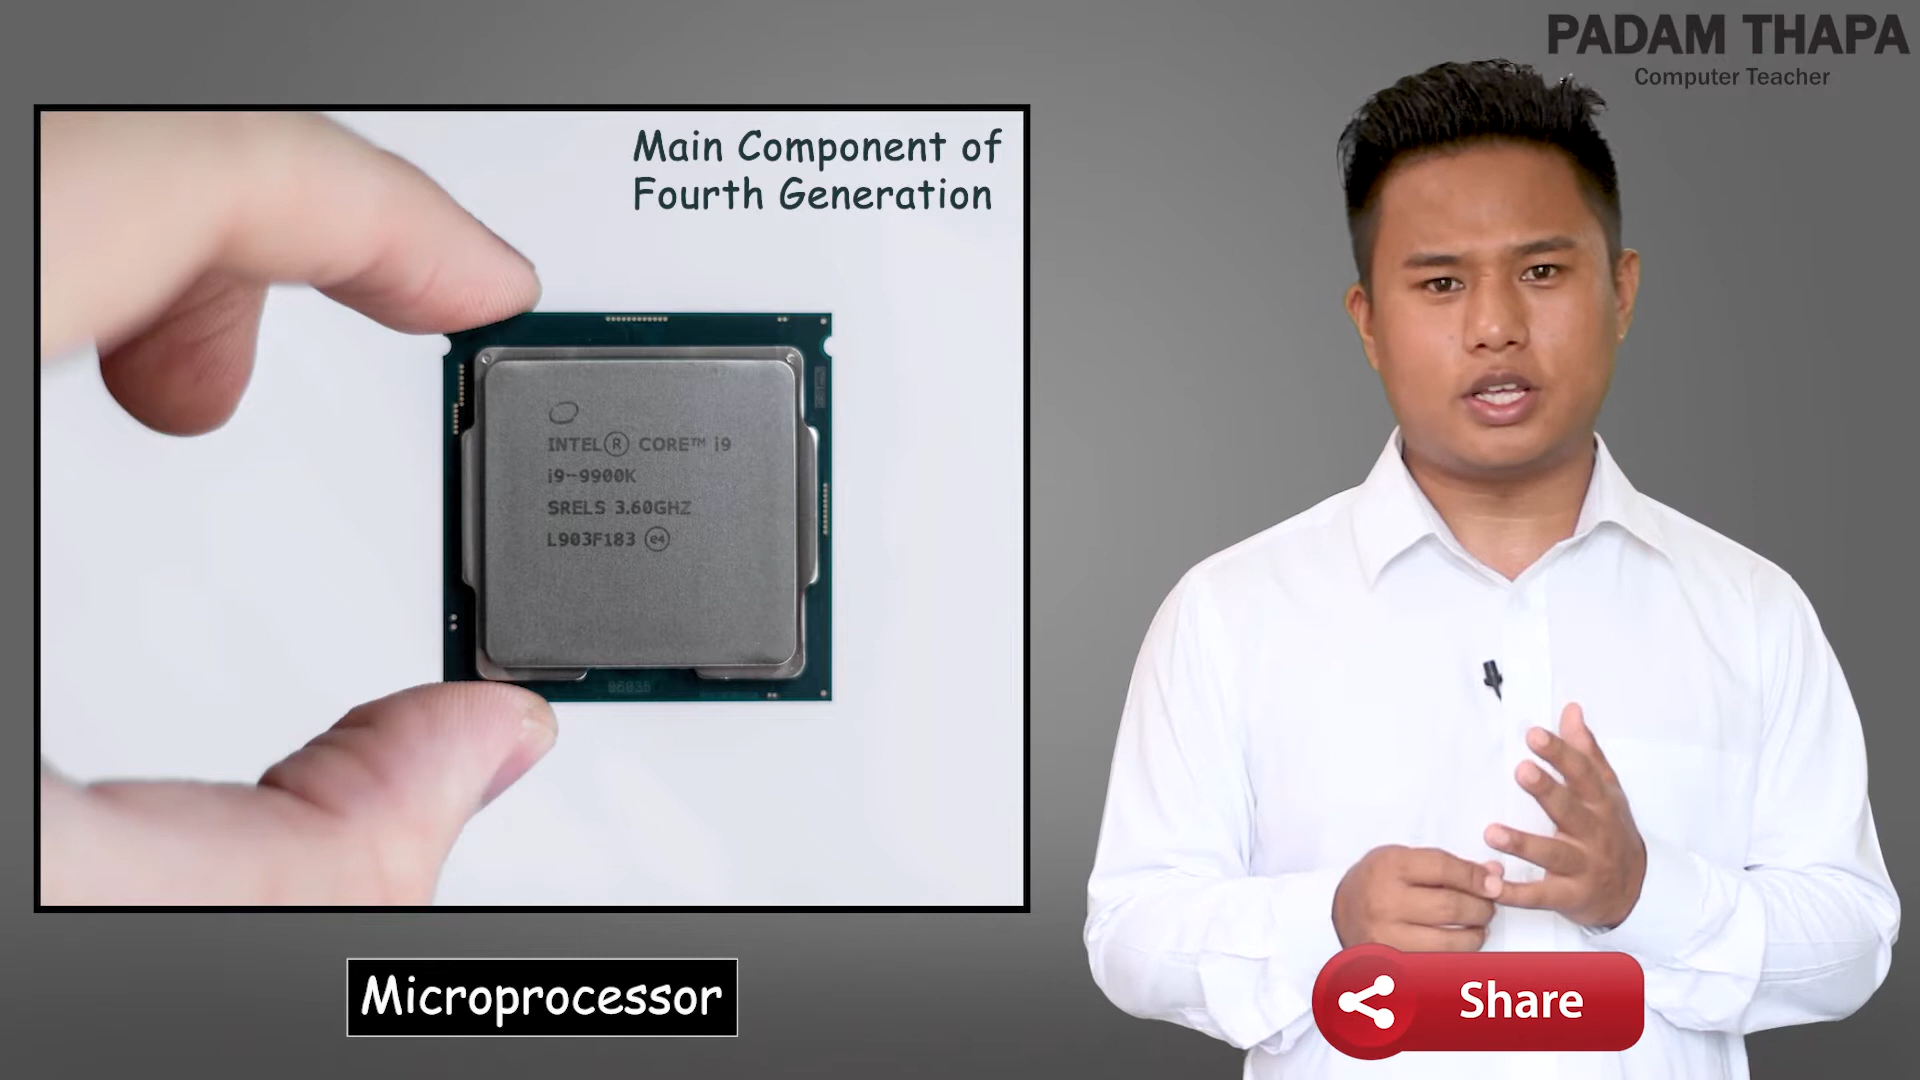 PADAM THAPA
Computer Teacher
Main Component of
Fourth Generation
INTEL® CORE™ i9
i9-9900K
SRELS 3.60GHZ
L903F183 e4
Microprocessor
Share